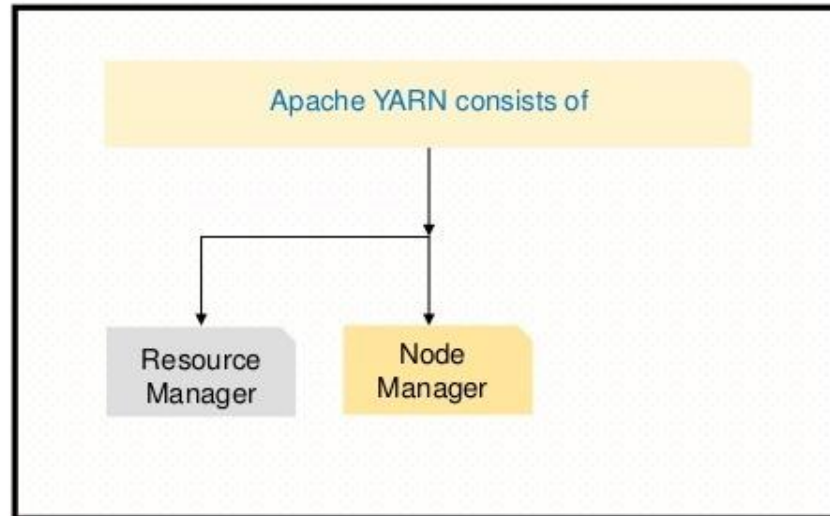 Apache YARN consists of
Resource
Manager
Node
Manager